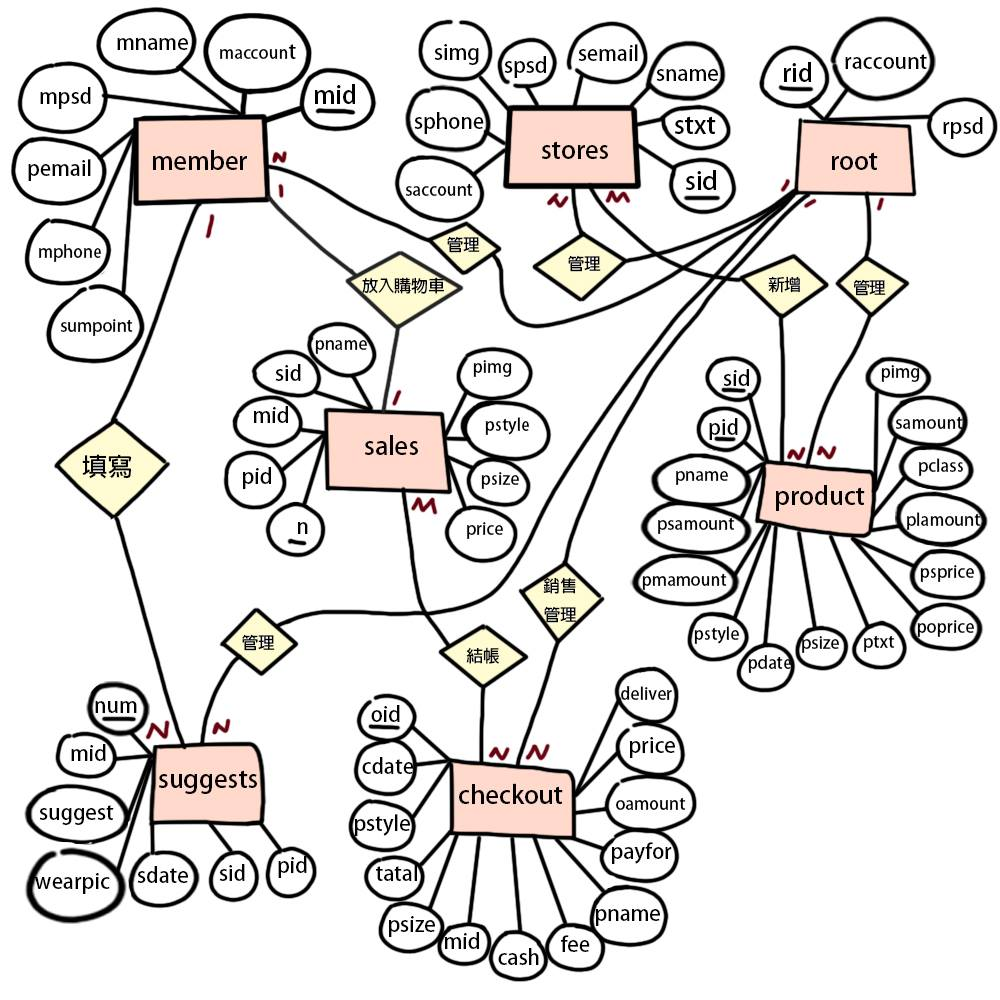 mname
maccount
mpsd
mid
pemail
member
N
1
mphone
1
sumpoint
simg
spsd
semail
sname
sphone
stores
stxt
saccount
sid
N
M
rid
raccount
rpsd
root
1
1
1
管理
管理
放入購物車
新增
管理
pname
sid
pimg
mid
1
pstyle
sales
pid
psize
M
n
price
sid
pimg
pid
samount
N
N
pname
pclass
product
psamount
plamount
pmamount
psprice
pstyle
poprice
pdate
psize
ptxt
填寫
銷售
管理
管理
結帳
num
N
N
mid
suggests
suggest
wearpic
sdate
sid
pid
oid
deliver
N
N
cdate
price
checkout
oamount
pstyle
payfor
tatal
pname
psize
mid
cash
fee